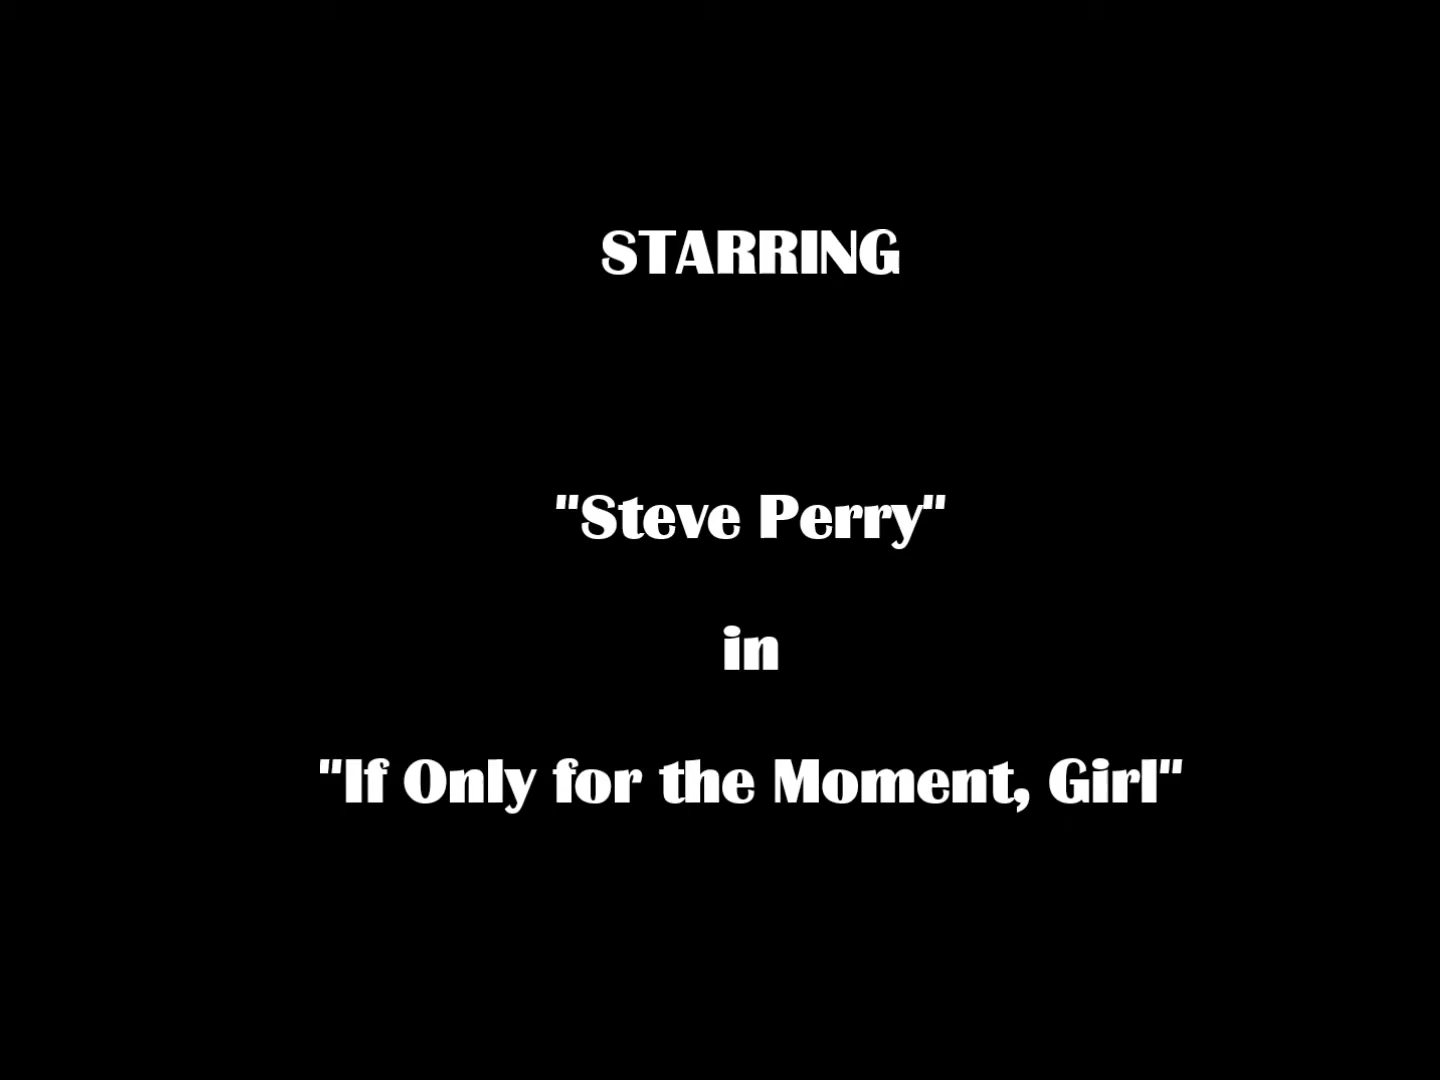 STARRING
"Steve Perry"
in
"If Only for the Moment, Girl"